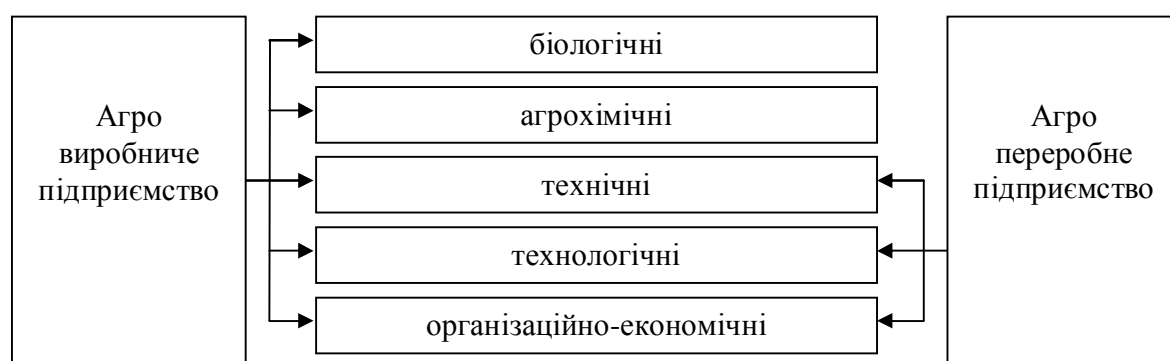 Агро
виробниче
підприємство
біологічні
агрохімічні
технічні
технологічні
організаційно-економічні
Агро
переробне
підприємство